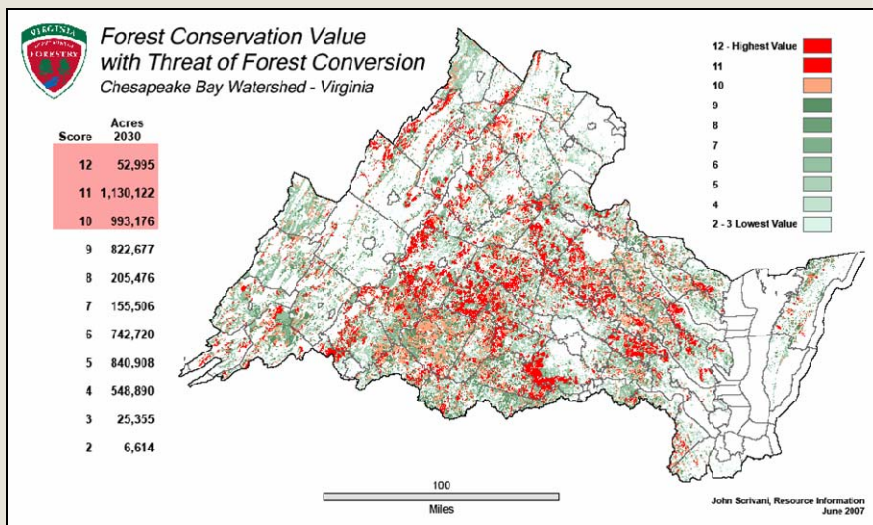 VIRGINIA
FORESTRY
Forest Conservation Value
with Threat of Forest Conversion
Chesapeake Bay Watershed - Virginia
Acres
Score 2030
12 52,995
11 1,130,122
10 993,176
9 822,677
8 205,476
7 155,506
6 742,720
5 840,908
4 548,890
3 25,355
2 6,614
12 - Highest Value
11
10
9
8
7
6
5
4
2 - 3 Lowest Value
100
Miles
John Scrivani, Resource Information
June 2007